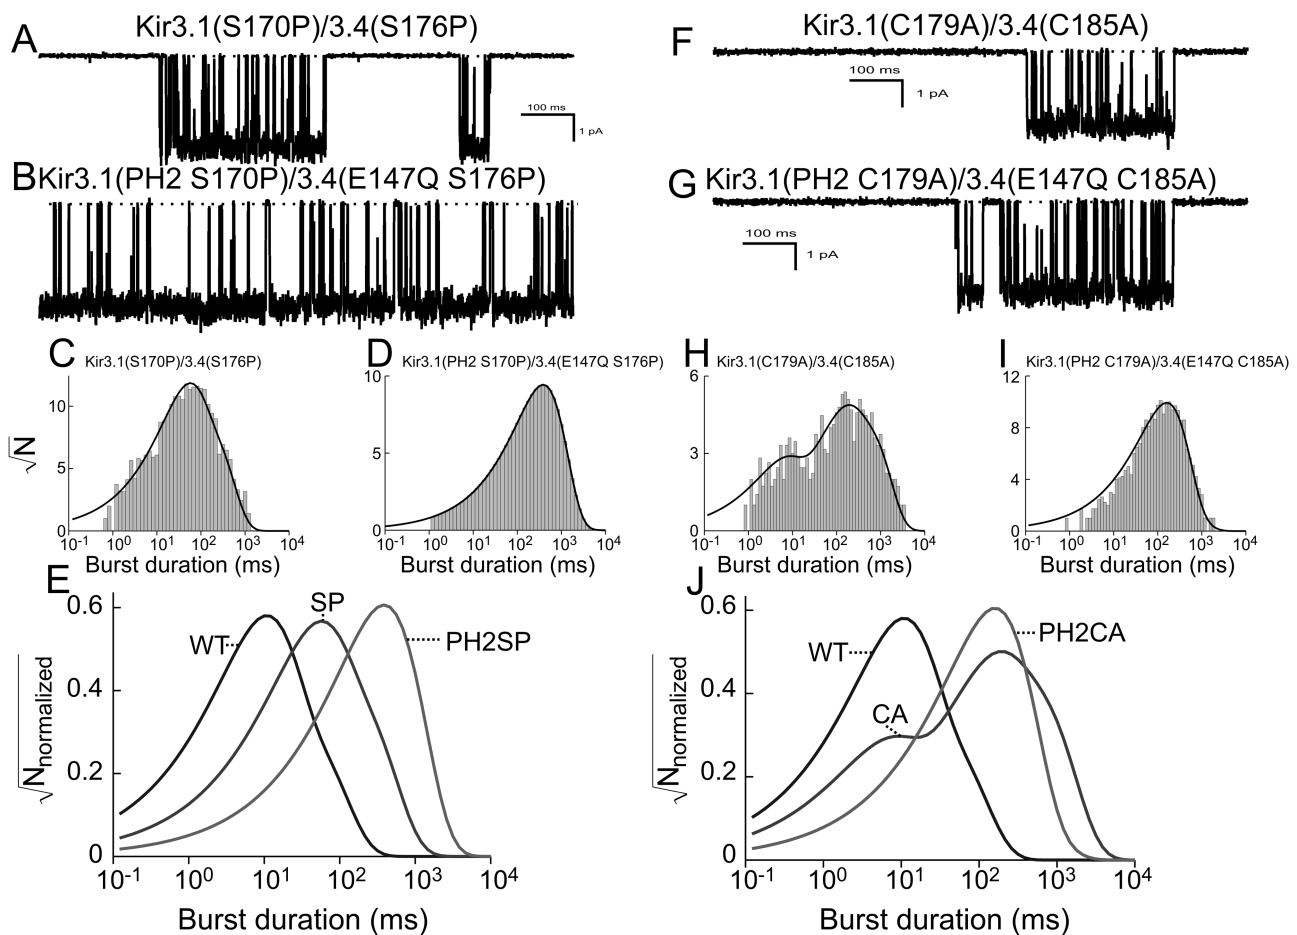 A
Kir3.1(S170P)/3.4(S176P)
100 ms
1 pA
B
Kir3.1(PH2 S170P)/3.4(E147Q S176P)
F
Kir3.1(C179A)/3.4(C185A)
100 ms
1 pA
G
Kir3.1(PH2 C179A)/3.4(E147Q C185A)
100 ms
1 pA
C
Kir3.1(S170P)/3.4(S176P)
√N
10
5
0
10-1 100 101 102 103 104
Burst duration (ms)
D
Kir3.1(PH2 S170P)/3.4(E147Q S176P)
10
5
0
10-1 100 101 102 103 104
Burst duration (ms)
H
Kir3.1(C179A)/3.4(C185A)
6
3
0
10-1 100 101 102 103 104
Burst duration (ms)
I
Kir3.1(PH2 C179A)/3.4(E147Q C185A)
12
8
4
0
10-1 100 101 102 103 104
Burst duration (ms)
E
√Nnormalized
0.6
0.4
0.2
0
WT
SP
PH2SP
10-1 100 101 102 103 104
Burst duration (ms)
J
√Nnormalized
0.6
0.4
0.2
0
WT
CA
PH2CA
10-1 100 101 102 103 104
Burst duration (ms)